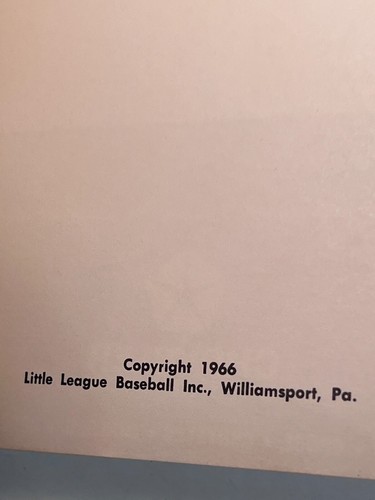 Copyright 1966
Little League Baseball Inc., Williamsport, Pa.